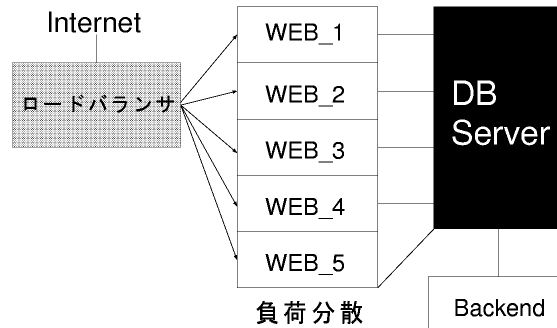 Internet
ロードバランサ
WEB_1
WEB_2
WEB_3
WEB_4
WEB_5
負荷分散
DB
Server
Backend